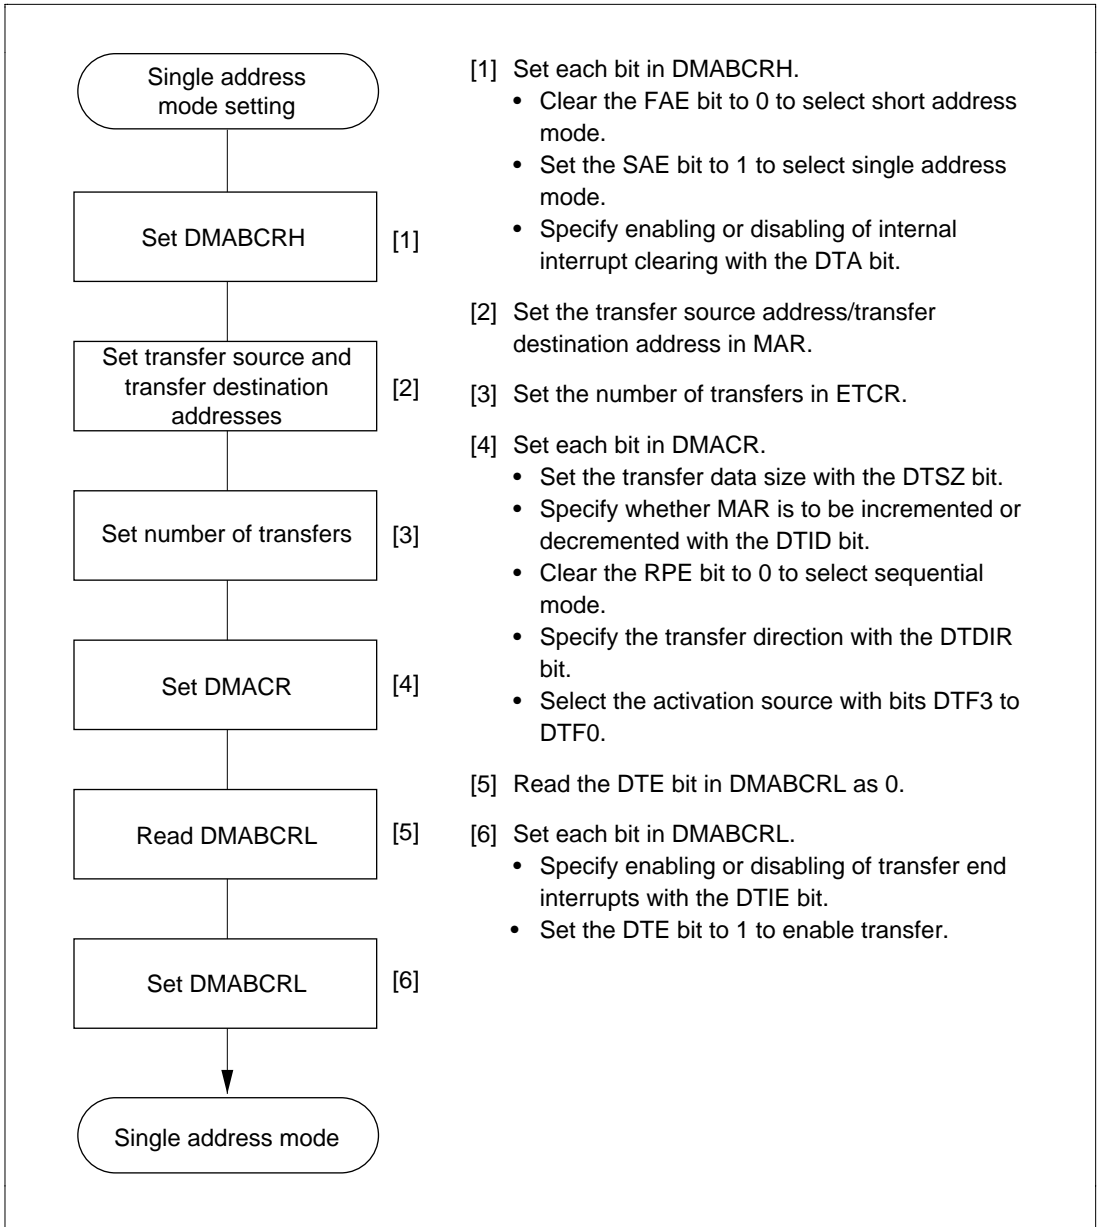 Single address
mode setting
Set DMABCRH
[1]
Set transfer source and
transfer destination
addresses
[2]
Set number of transfers
[3]
Set DMACR
[4]
Read DMABCRL
[5]
Set DMABCRL
[6]
Single address mode
[1] Set each bit in DMABCRH.
• Clear the FAE bit to 0 to select short address
mode.
• Set the SAE bit to 1 to select single address
mode.
• Specify enabling or disabling of internal
interrupt clearing with the DTA bit.
[2] Set the transfer source address/transfer
destination address in MAR.
[3] Set the number of transfers in ETCR.
[4] Set each bit in DMACR.
• Set the transfer data size with the DTSZ bit.
• Specify whether MAR is to be incremented or
decremented with the DTID bit.
• Clear the RPE bit to 0 to select sequential
mode.
• Specify the transfer direction with the DTDIR
bit.
• Select the activation source with bits DTF3 to
DTF0.
[5] Read the DTE bit in DMABCRL as 0.
[6] Set each bit in DMABCRL.
• Specify enabling or disabling of transfer end
interrupts with the DTIE bit.
• Set the DTE bit to 1 to enable transfer.